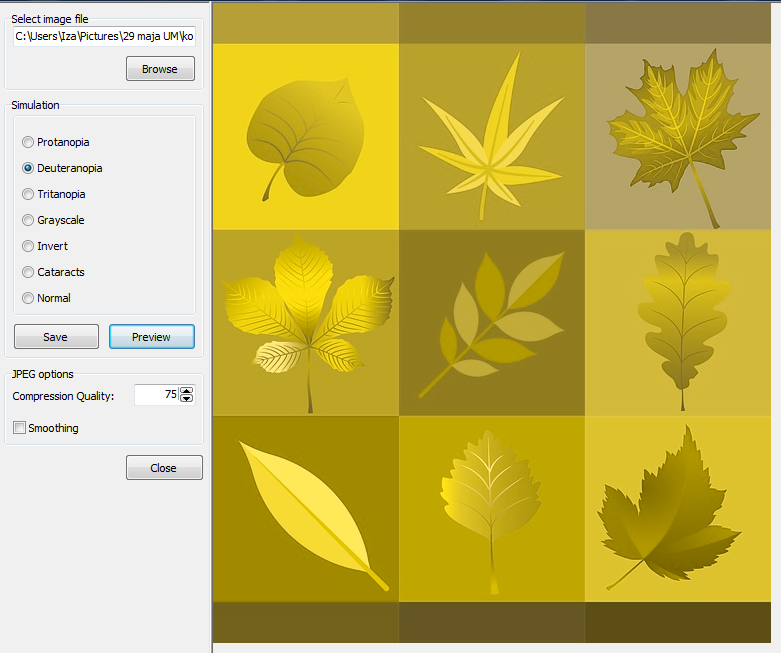 Select image file
C:\Users\Iza\Pictures\29 maja UM\ko
Browse
Simulation
Protanopia
Deuteranopia
Tritanopia
Grayscale
Invert
Cataracts
Normal
Save
Preview
JPEG options
Compression Quality:
75
Smoothing
Close